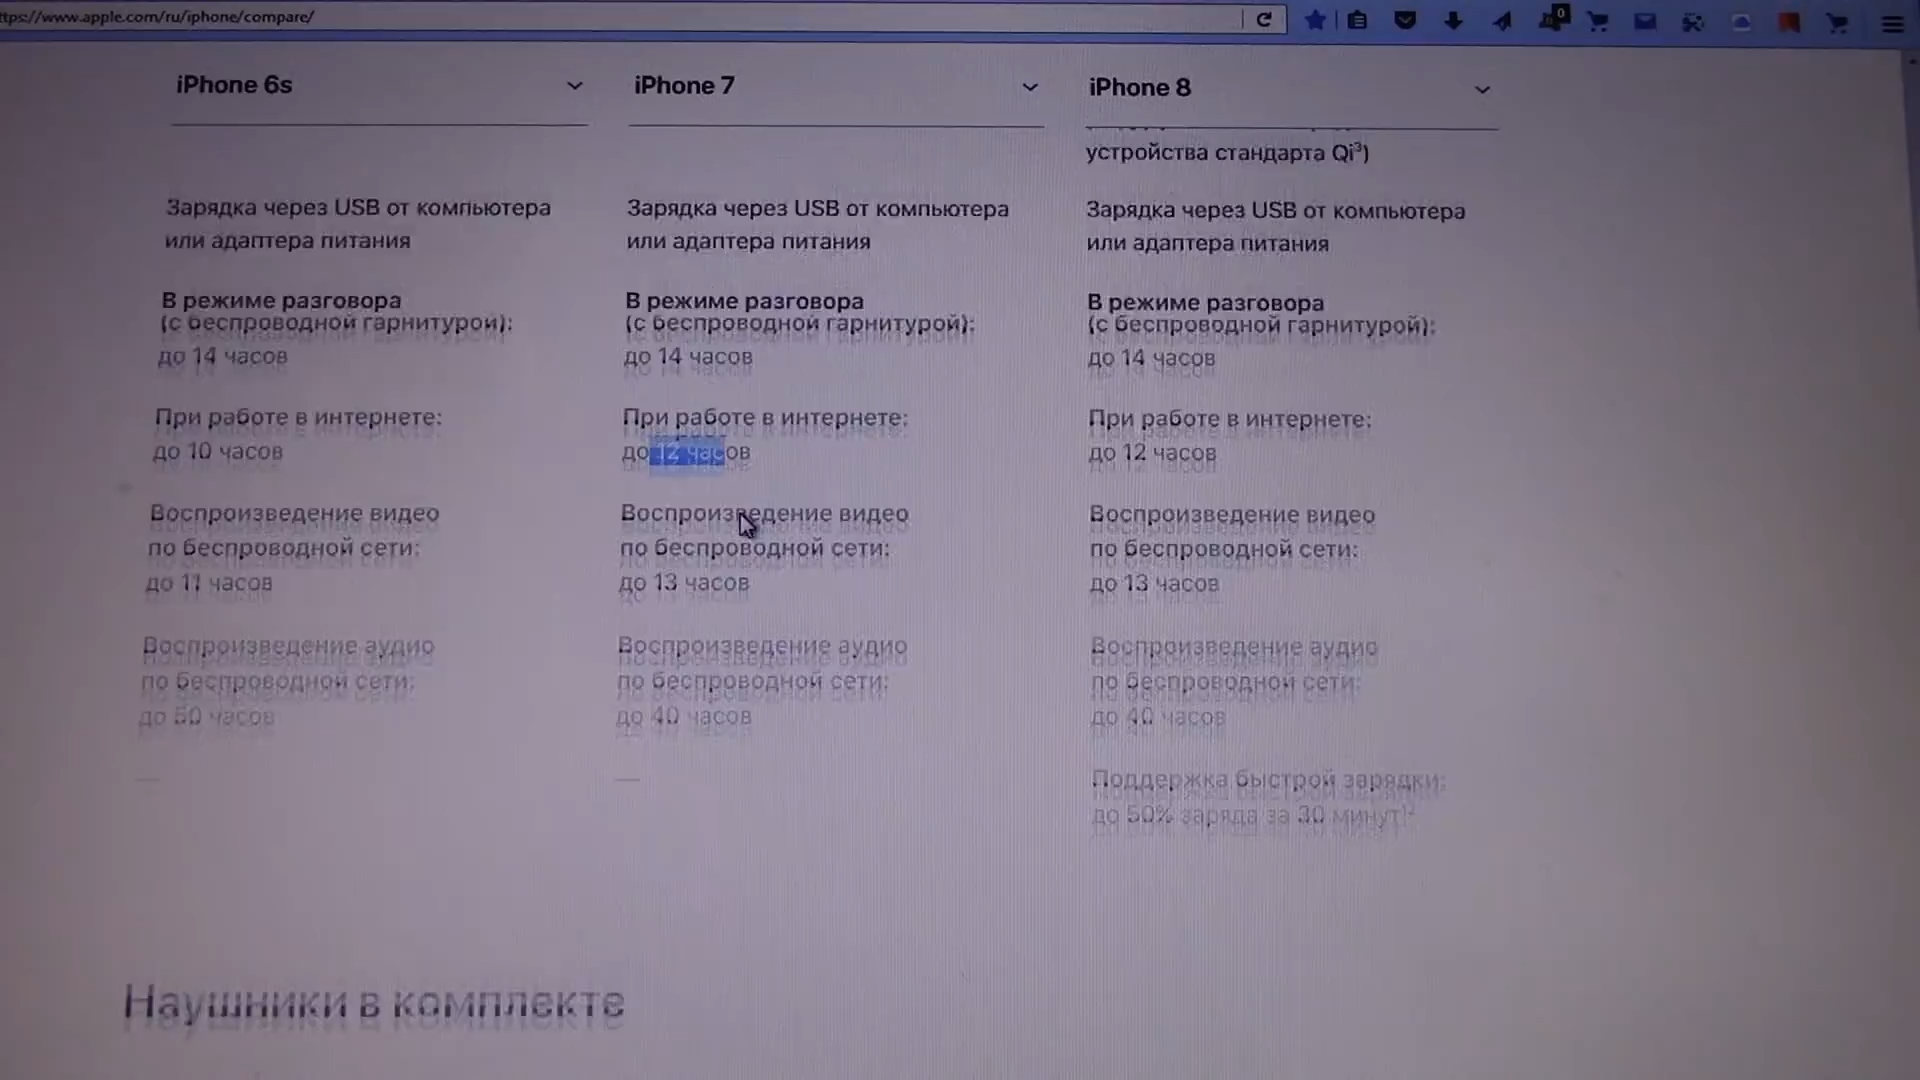 ttps://www.apple.com/ru/iphone/compare/
0
iPhone 6s
iPhone 7
iPhone 8
устройства стандарта Qi³)
Зарядка через USB от компьютера
или адаптера питания
Зарядка через USB от компьютера
или адаптера питания
Зарядка через USB от компьютера
или адаптера питания
В режиме разговора
(с беспроводной гарнитурой):
до 14 часов
В режиме разговора
(с беспроводной гарнитурой):
до 14 часов
В режиме разговора
(с беспроводной гарнитурой):
до 14 часов
При работе в интернете:
до 10 часов
При работе в интернете:
до 12 часов
При работе в интернете:
до 12 часов
Воспроизведение видео
по беспроводной сети:
до 11 часов
Воспроизведение видео
по беспроводной сети:
до 13 часов
Воспроизведение видео
по беспроводной сети:
до 13 часов
Воспроизведение аудио
по беспроводной сети:
до 50 часов
Воспроизведение аудио
по беспроводной сети:
до 40 часов
Воспроизведение аудио
по беспроводной сети:
до 40 часов
—
—
Поддержка быстрой зарядки:
до 50% заряда за 30 минут
Наушники в комплекте